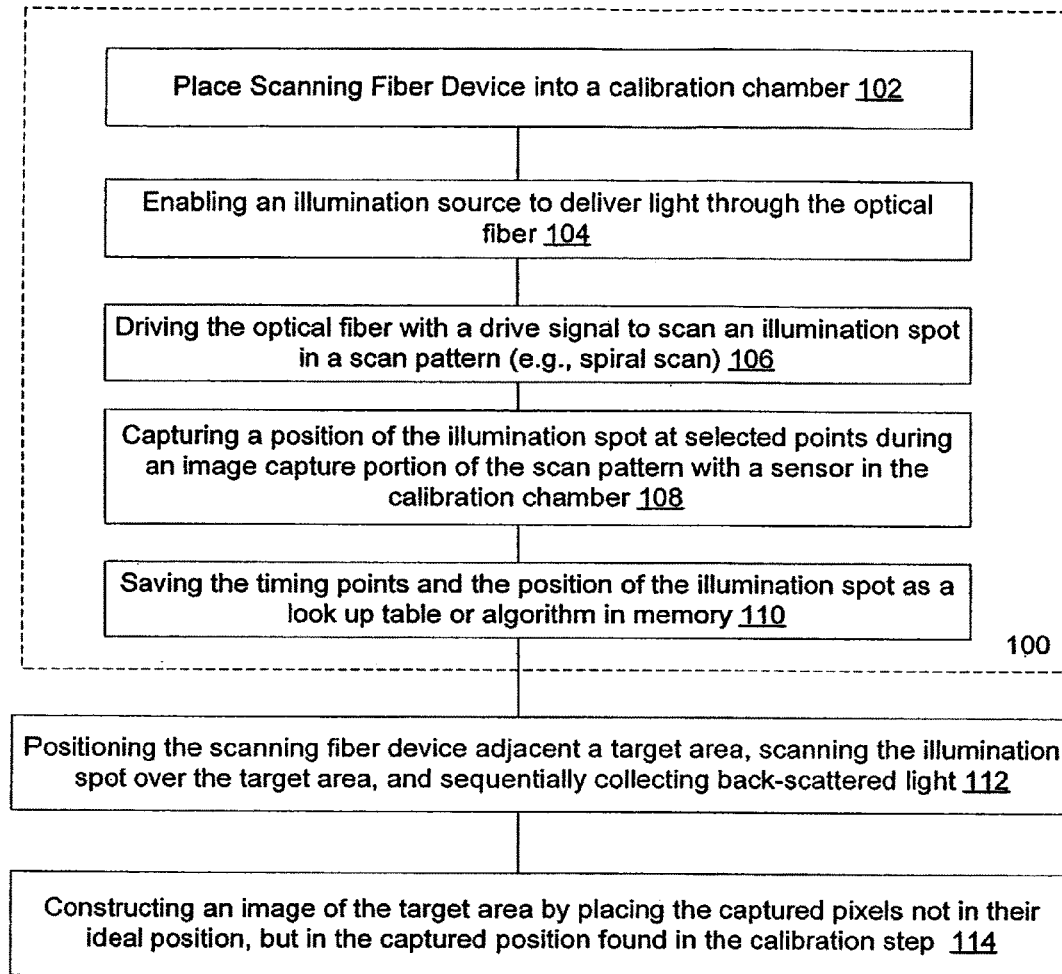 Place Scanning Fiber Device into a calibration chamber 102
Enabling an illumination source to deliver light through the optical
fiber 104
Driving the optical fiber with a drive signal to scan an illumination spot
in a scan pattern (e.g., spiral scan) 106
Capturing a position of the illumination spot at selected points during
an image capture portion of the scan pattern with a sensor in the
calibration chamber 108
Saving the timing points and the position of the illumination spot as a
look up table or algorithm in memory 110
100
Positioning the scanning fiber device adjacent a target area, scanning the illumination
spot over the target area, and sequentially collecting back-scattered light 112
Constructing an image of the target area by placing the captured pixels not in their
ideal position, but in the captured position found in the calibration step 114